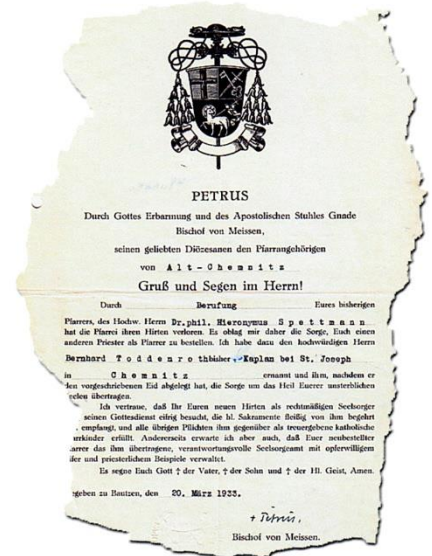 PETRUS
Durch Gottes Erbarmung und des Apostolischen Stuhles Gnade
Bischof von Meissen,
seinen geliebten Diözesanen den Pfarrangehörigen
von Alt-Chemnitz
Gruß und Segen im Herrn!
Durch Berufung Eures bisherigen
Pfarrers, des Hochw. Herrn Dr.phil. Hieronymus Spettmann
hat die Pfarrei ihren Hirten verloren. Es oblag mir daher die Sorge, Euch einen
anderen Priester als Pfarrer zu bestellen. Ich habe dazu den hochwürdigen Herrn
Bernhard Toddenroth bisher Kaplan bei St. Joseph
in Chemnitz ernannt und ihm, nachdem er
den vorgeschriebenen Eid abgelegt hat, die Sorge um das Heil Euerer unsterblichen
eelen übertragen.
Ich vertraue, daß Ihr Euren neuen Hirten als rechtmäßigen Seelsorger
seinen Gottesdienst eifrig besucht, die hl. Sakramente fleißig von ihm begehrt
empfangt, und alle übrigen Pflichten ihm gegenüber als treuergebene katholische
rrkinder erfüllt. Andererseits erwarte ich aber auch, daß Euer neubestellter
arrer das ihm übertragene, verantwortungsvolle Seelsorgeamt mit opferwilligem
ifer und priesterlichem Beispiele verwaltet.
Es segne Euch Gott † der Vater, † der Sohn und † der Hl. Geist, Amen.
egeben zu Bautzen, den 20. März 1933.
+ Petrus.
Bischof von Meissen.